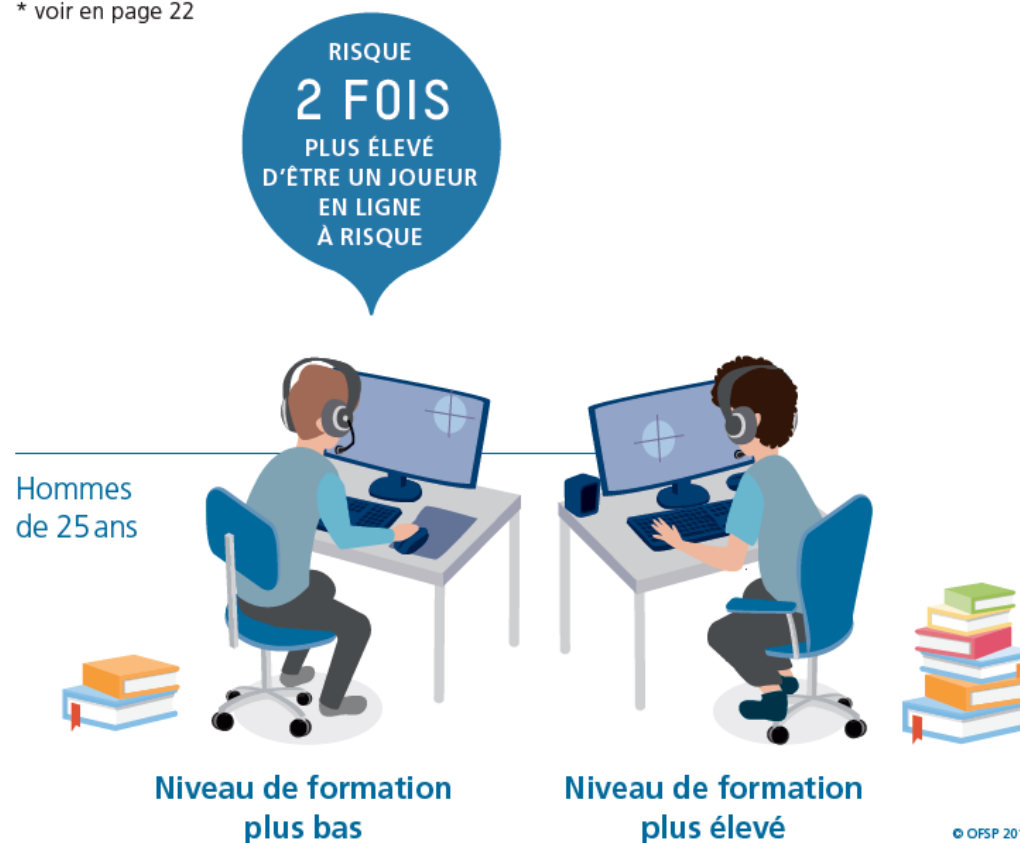 * voir en page 22
RISQUE
2 FOIS
PLUS ÉLEVÉ
D'ÊTRE UN JOUEUR
EN LIGNE
À RISQUE
Hommes
de 25 ans
Niveau de formation
plus bas
Niveau de formation
plus élevé
© OFSP